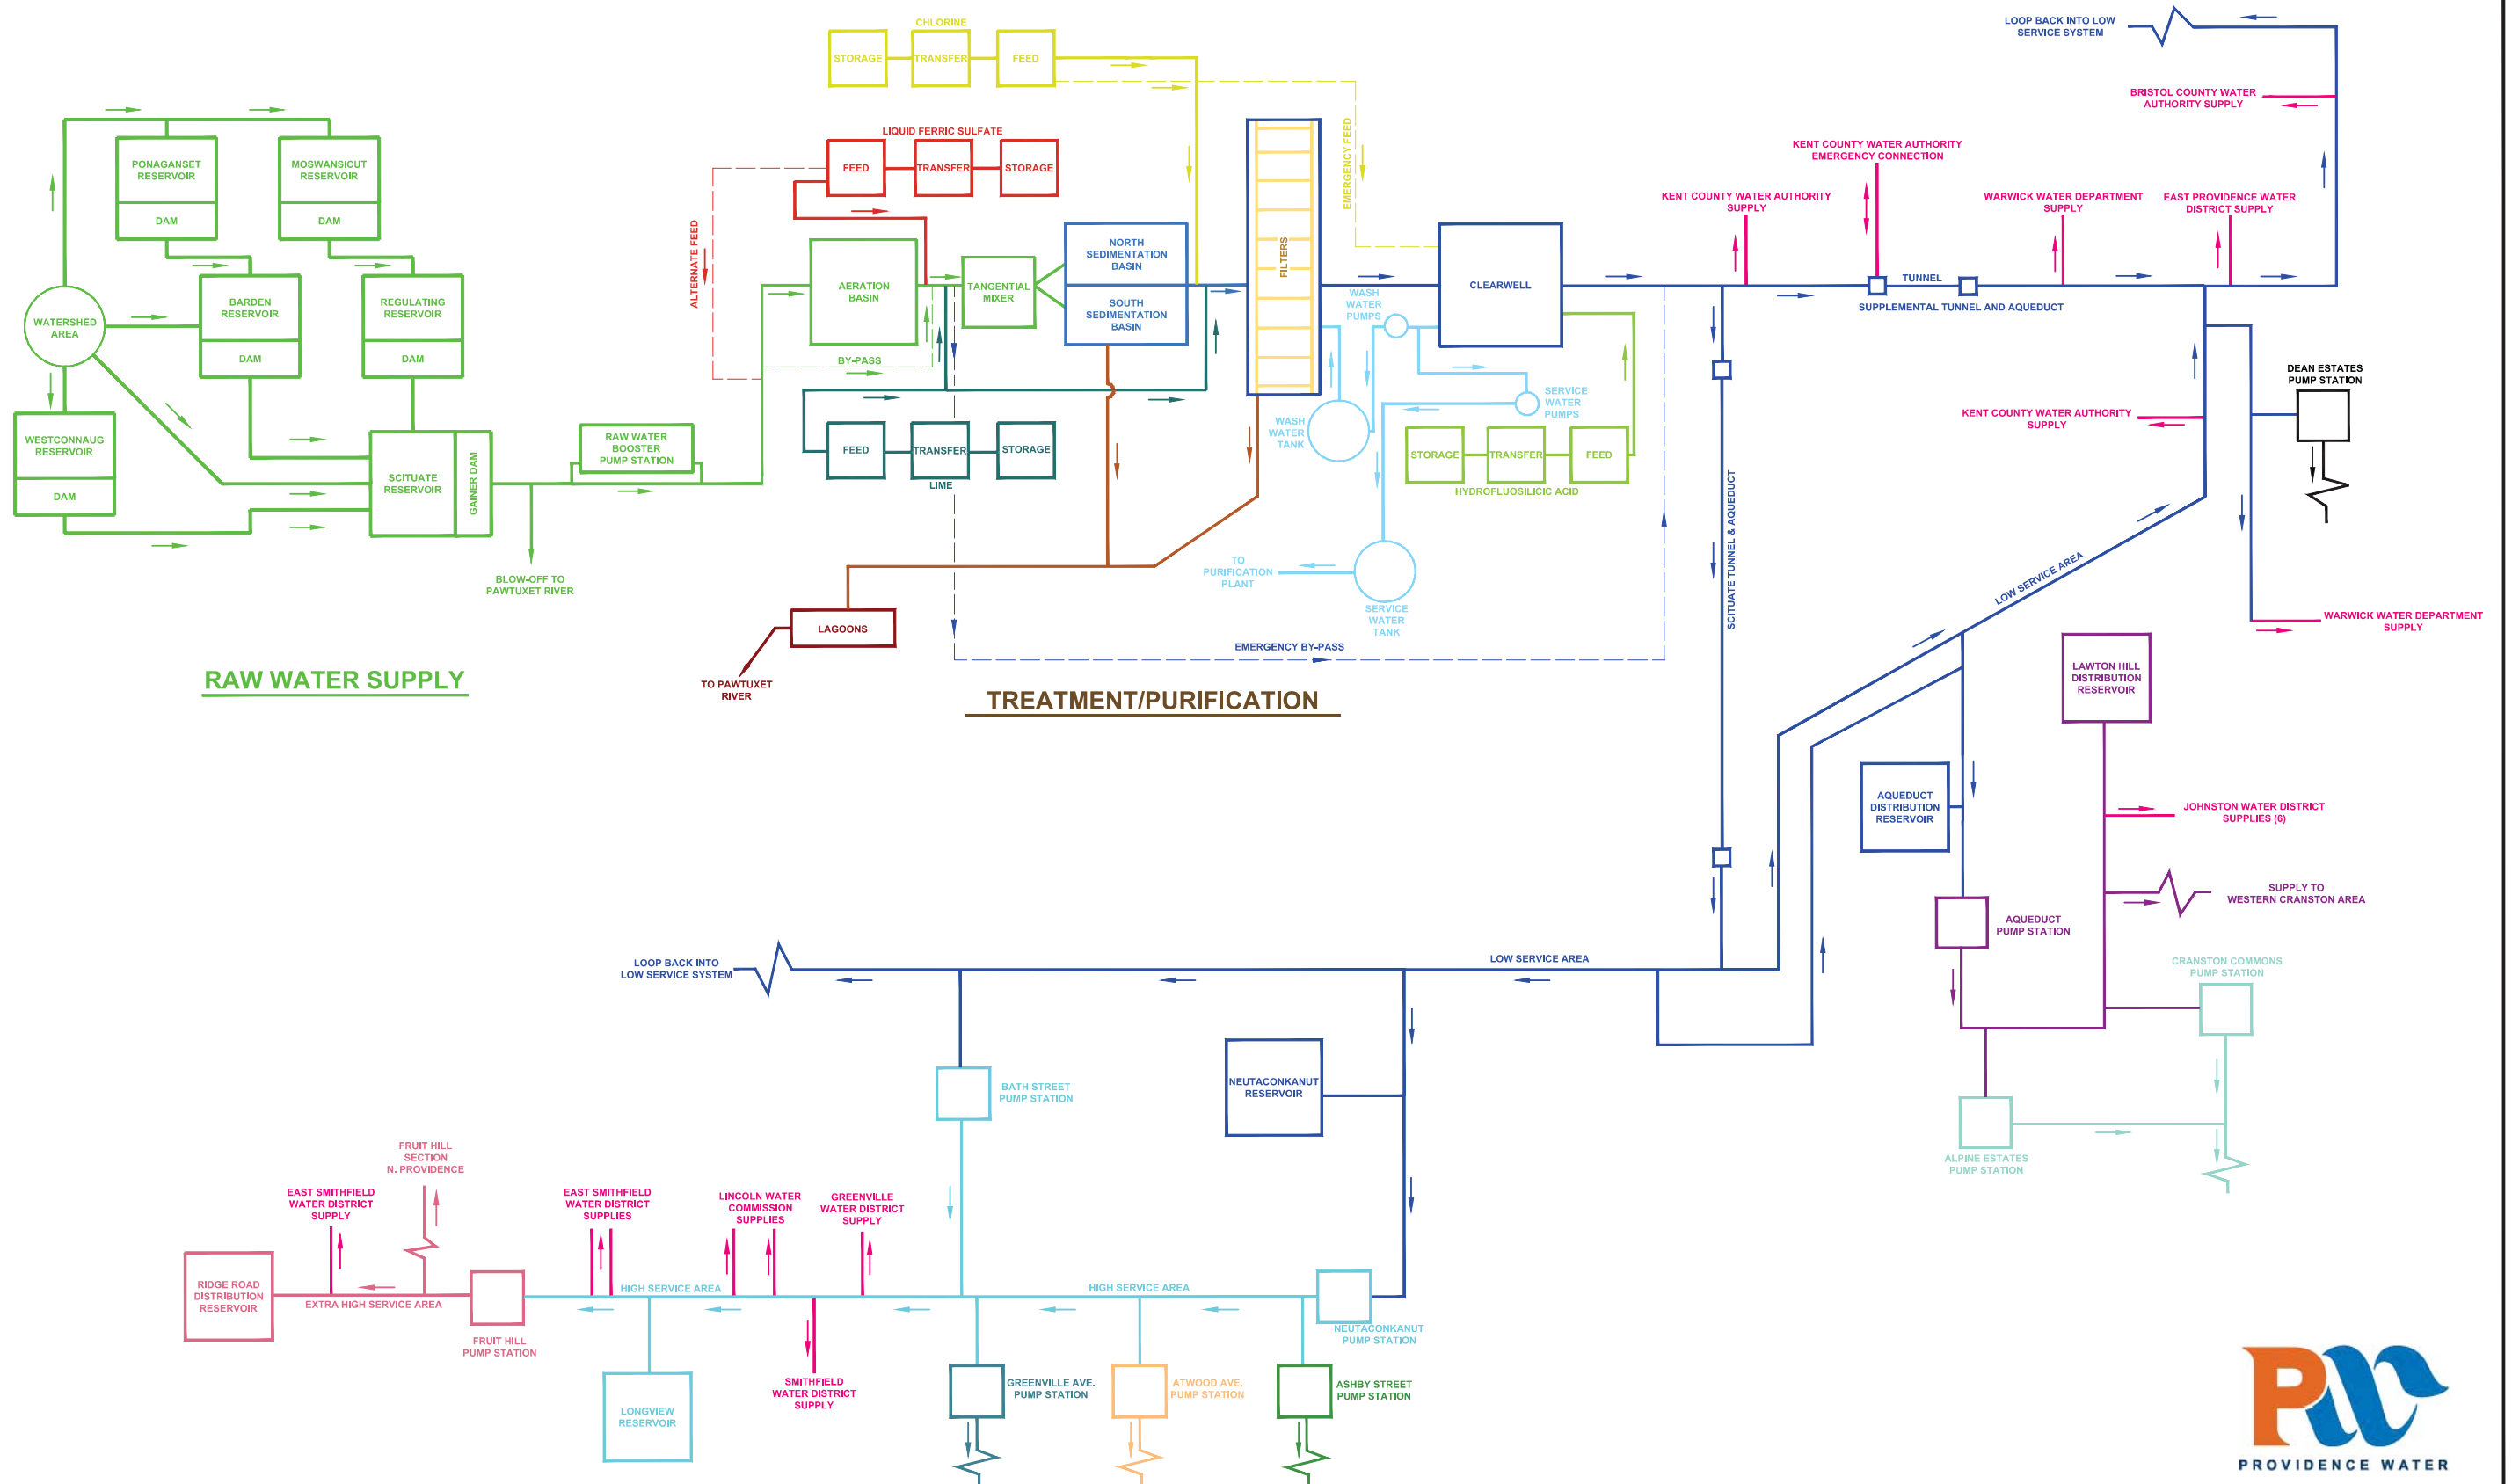 CHLORINE
STORAGE
TRANSFER
FEED
LOOP BACK INTO LOW
SERVICE SYSTEM
BRISTOL COUNTY WATER
AUTHORITY SUPPLY
LIQUID FERRIC SULFATE
FEED
TRANSFER
STORAGE
ALTERNATE FEED
EMERGENCY FEED
PONAGANSET
RESERVOIR
DAM
MOSWANSICUT
RESERVOIR
DAM
WATERSHED
AREA
BARDEN
RESERVOIR
DAM
REGULATING
RESERVOIR
DAM
WESTCONNAUG
RESERVOIR
DAM
SCITUATE
RESERVOIR
GAINER DAM
RAW WATER
BOOSTER
PUMP STATION
BLOW-OFF TO
PAWTUXET RIVER
RAW WATER SUPPLY
AERATION
BASIN
BY-PASS
TANGENTIAL
MIXER
NORTH
SEDIMENTATION
BASIN
SOUTH
SEDIMENTATION
BASIN
FILTERS
FEED
TRANSFER
STORAGE
LIME
LAGOONS
TO PAWTUXET
RIVER
CLEARWELL
WASH
WATER
PUMPS
WASH
WATER
TANK
SERVICE
WATER
PUMPS
STORAGE
TRANSFER
FEED
HYDROFLUOSILICIC ACID
TO
PURIFICATION
PLANT
SERVICE
WATER
TANK
EMERGENCY BY-PASS
TREATMENT/PURIFICATION
KENT COUNTY WATER AUTHORITY
SUPPLY
KENT COUNTY WATER AUTHORITY
EMERGENCY CONNECTION
WARWICK WATER DEPARTMENT
SUPPLY
EAST PROVIDENCE WATER
DISTRICT SUPPLY
TUNNEL
SUPPLEMENTAL TUNNEL AND AQUEDUCT
SCITUATE TUNNEL & AQUEDUCT
DEAN ESTATES
PUMP STATION
KENT COUNTY WATER AUTHORITY
SUPPLY
LOW SERVICE AREA
WARWICK WATER DEPARTMENT
SUPPLY
LAWTON HILL
DISTRIBUTION
RESERVOIR
AQUEDUCT
DISTRIBUTION
RESERVOIR
JOHNSTON WATER DISTRICT
SUPPLIES (6)
SUPPLY TO
WESTERN CRANSTON AREA
AQUEDUCT
PUMP STATION
CRANSTON COMMONS
PUMP STATION
ALPINE ESTATES
PUMP STATION
LOOP BACK INTO
LOW SERVICE SYSTEM
LOW SERVICE AREA
BATH STREET
PUMP STATION
NEUTACONKANUT
RESERVOIR
FRUIT HILL
SECTION
N. PROVIDENCE
EAST SMITHFIELD
WATER DISTRICT
SUPPLY
EAST SMITHFIELD
WATER DISTRICT
SUPPLIES
LINCOLN WATER
COMMISSION
SUPPLIES
GREENVILLE
WATER DISTRICT
SUPPLY
RIDGE ROAD
DISTRIBUTION
RESERVOIR
EXTRA HIGH SERVICE AREA
FRUIT HILL
PUMP STATION
HIGH SERVICE AREA
HIGH SERVICE AREA
NEUTACONKANUT
PUMP STATION
LONGVIEW
RESERVOIR
SMITHFIELD
WATER DISTRICT
SUPPLY
GREENVILLE AVE.
PUMP STATION
ATWOOD AVE.
PUMP STATION
ASHBY STREET
PUMP STATION
PW
PROVIDENCE WATER